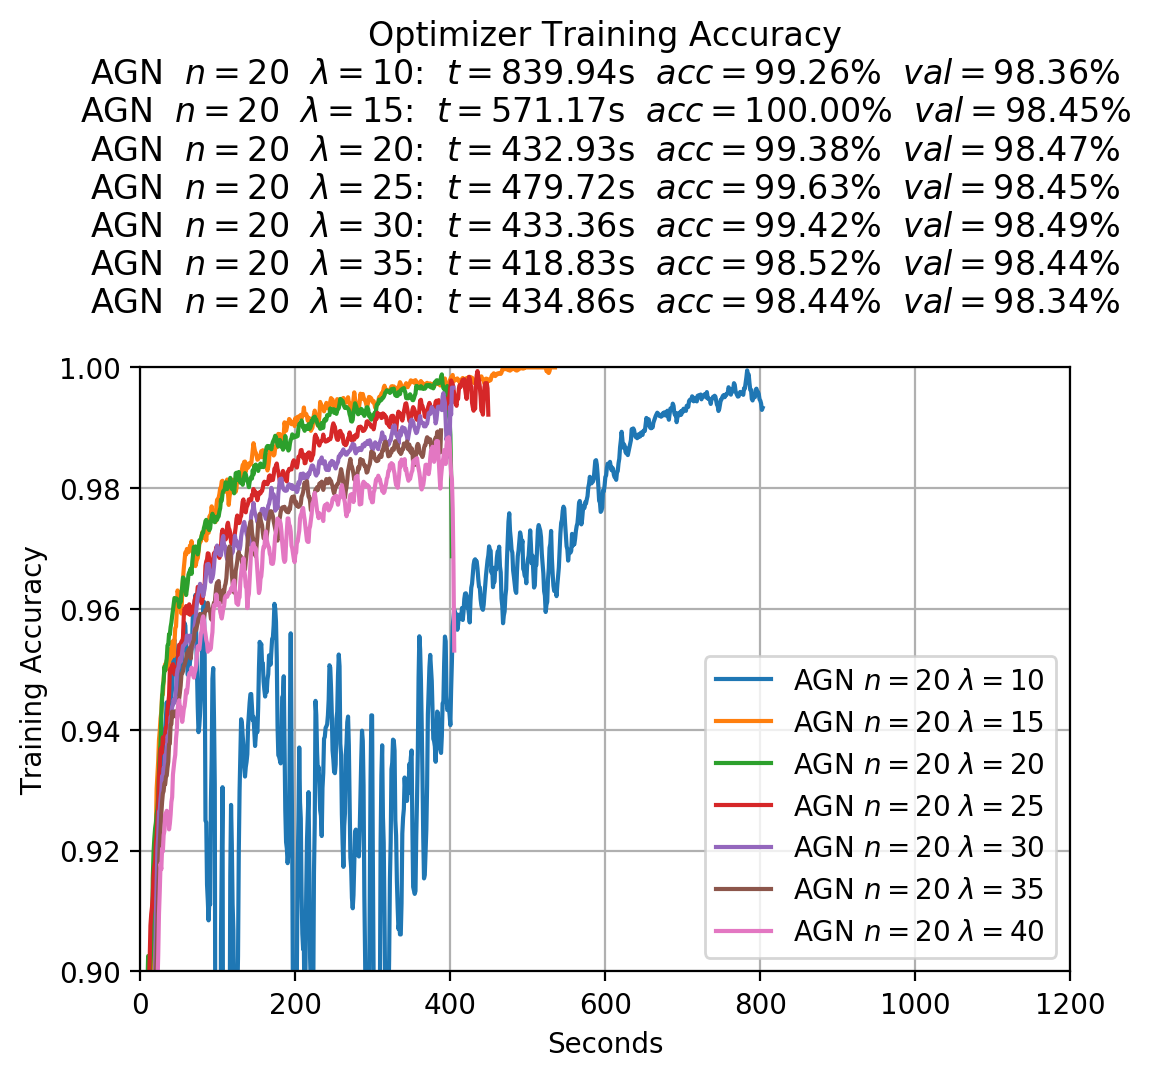 Optimizer Training Accuracy
AGN n = 20 λ = 10: t = 839.94s acc = 99.26% val = 98.36%
AGN n = 20 λ = 15: t = 571.17s acc = 100.00% val = 98.45%
AGN n = 20 λ = 20: t = 432.93s acc = 99.38% val = 98.47%
AGN n = 20 λ = 25: t = 479.72s acc = 99.63% val = 98.45%
AGN n = 20 λ = 30: t = 433.36s acc = 99.42% val = 98.49%
AGN n = 20 λ = 35: t = 418.83s acc = 98.52% val = 98.44%
AGN n = 20 λ = 40: t = 434.86s acc = 98.44% val = 98.34%
1.00
0.98
0.96
0.94
0.92
0.90
Training Accuracy
AGN n = 20 λ = 10
AGN n = 20 λ = 15
AGN n = 20 λ = 20
AGN n = 20 λ = 25
AGN n = 20 λ = 30
AGN n = 20 λ = 35
AGN n = 20 λ = 40
0 200 400 600 800 1000 1200
Seconds